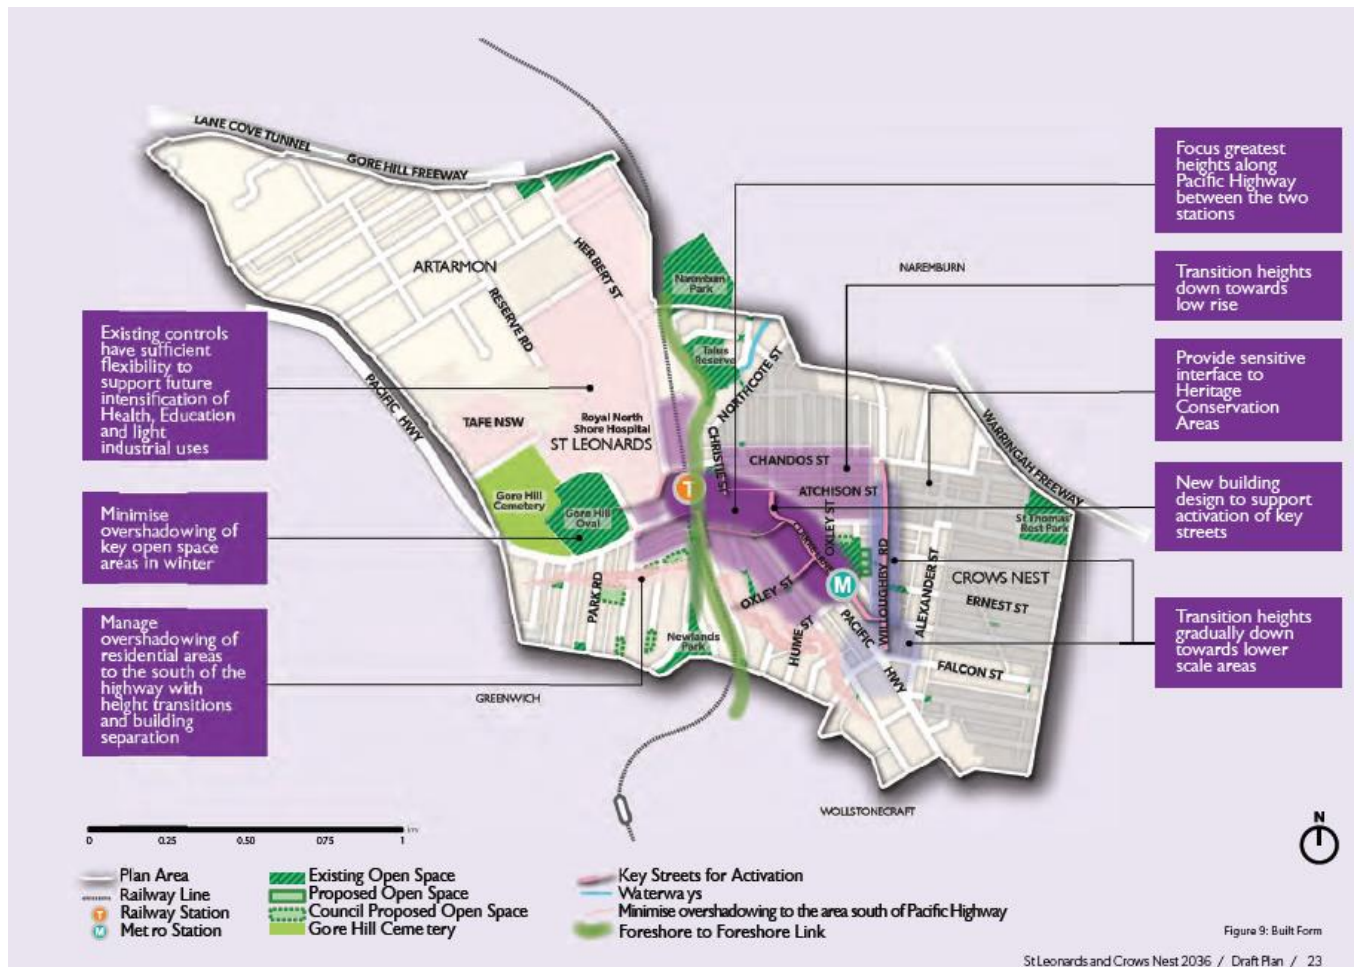 LANE COVE TUNNEL
GORE HILL FREEWAY
ARTARMON
HERBERT ST
RESERVE RD
PACIFIC HWY
NAREMBURN
Naremburn
Park
Talus
Reserve
NORTHCOTE ST
WARRINGAH FREEWAY
TAFE NSW
Royal North
Shore Hospital
ST LEONARDS
CHRISTIE ST
CHANDOS ST
ATCHISON ST
T
Gore Hill
Cemetery
Gore Hill
Oval
OXLEY ST
WILLOUGHBY RD
ALEXANDER ST
St Thomas
Rest Park
CROWS NEST
ERNEST ST
M
PARK RD
OXLEY ST
HUME ST
PACIFIC
HWY
FALCON ST
Newlands
Park
GREENWICH
WOLLSTONECRAFT
Existing controls
have sufficient
flexibility to
support future
intensification of
Health, Education
and light
industrial uses
Minimise
overshadowing of
key open space
areas in winter
Manage
overshadowing of
residential areas
to the south of the
highway with
height transitions
and building
separation
Focus greatest
heights along
Pacific Highway
between the two
stations
Transition heights
down towards
low rise
Provide sensitive
interface to
Heritage
Conservation
Areas
New building
design to support
activation of key
streets
Transition heights
gradually down
towards lower
scale areas
N
0 0.25 0.50 0.75 1 km
Plan Area
Railway Line
T Railway Station
M Metro Station
Existing Open Space
Proposed Open Space
Council Proposed Open Space
Gore Hill Cemetery
Key Streets for Activation
Waterways
Minimise overshadowing to the area south of Pacific Highway
Foreshore to Foreshore Link
Figure 9: Built Form
St Leonards and Crows Nest 2036 / Draft Plan / 23